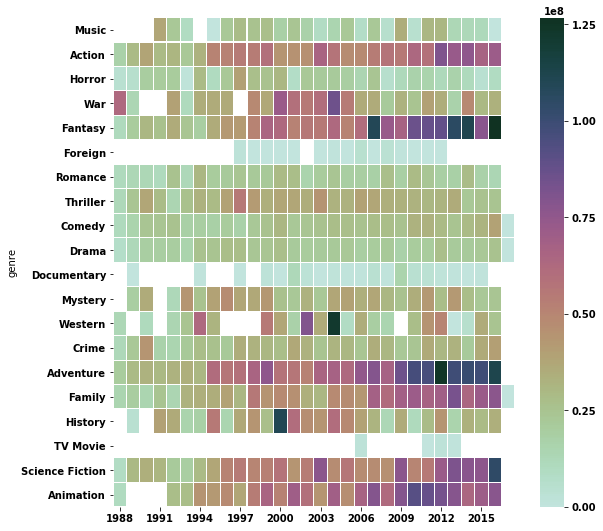 1e8
Music
Action
Horror
War
Fantasy
Foreign
Romance
Thriller
Comedy
Drama
Documentary
Mystery
Western
Crime
Adventure
Family
History
TV Movie
Science Fiction
Animation
genre
1988 1991 1994 1997 2000 2003 2006 2009 2012 2015
1.25
1.00
0.75
0.50
0.25
0.00